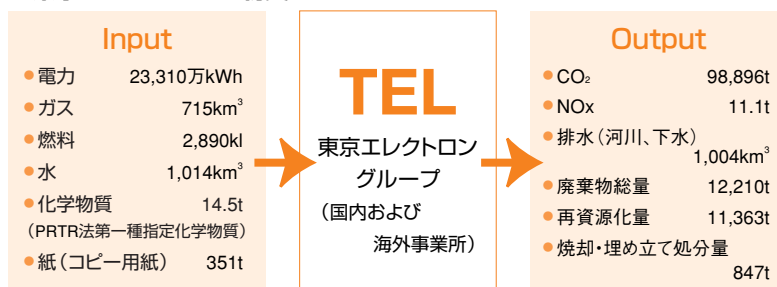 Input
●電力 23,310万kWh
●ガス 715km³
●燃料 2,890kl
●水 1,014km³
●化学物質 14.5t
（PRTR法第一種指定化学物質）
●紙（コピー用紙） 351t
TEL
東京エレクトロン
グループ
（国内および
海外事業所）
Output
●CO₂ 98,896t
●NOx 11.1t
●排水（河川、下水）
1,004km³
●廃棄物総量 12,210t
●再資源化量 11,363t
●焼却・埋め立て処分量
847t